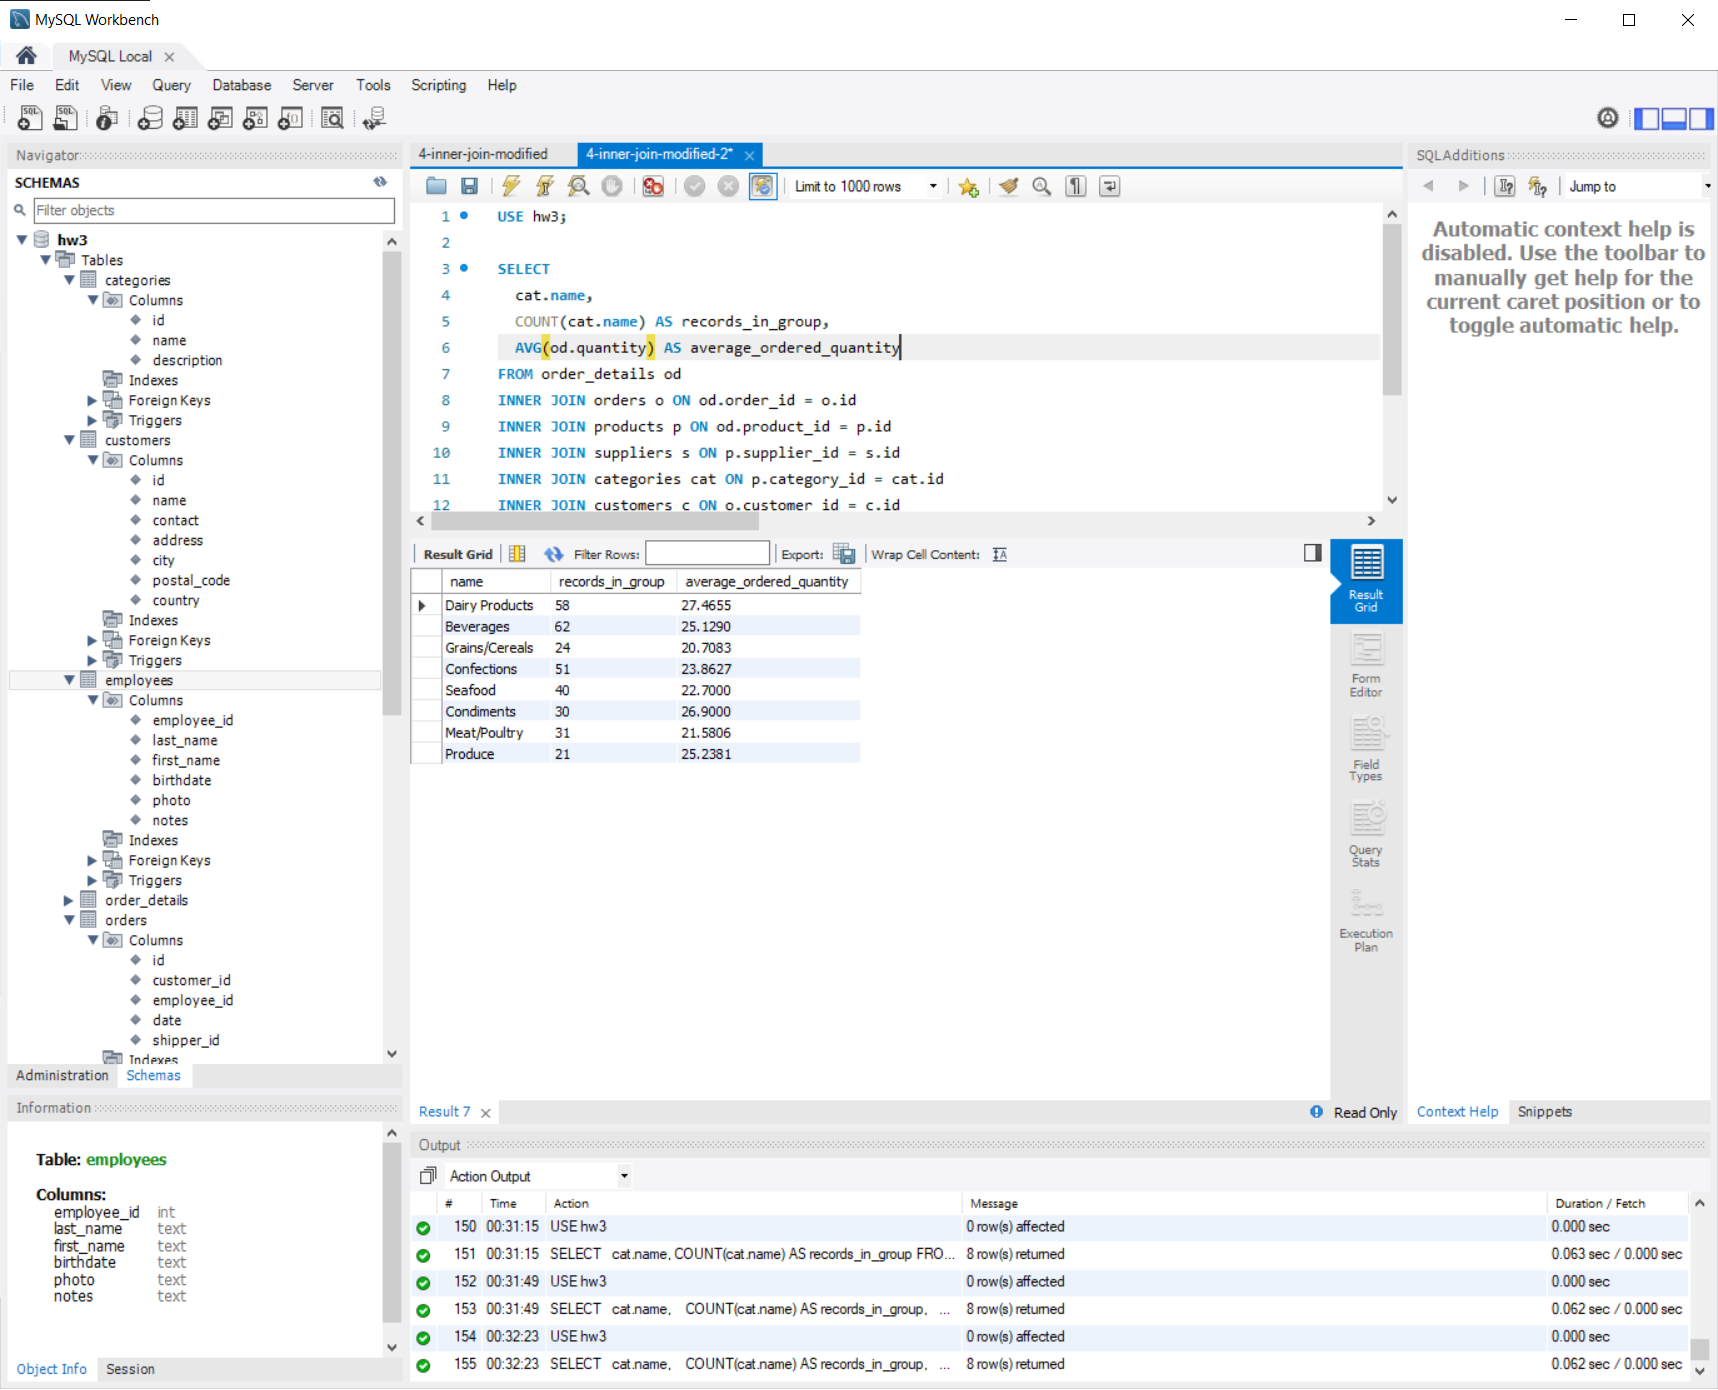 MySQL Workbench
MySQL Local
File Edit View Query Database Server Tools Scripting Help
Navigator
SCHEMAS
Filter objects
hw3
Tables
categories
Columns
id
name
description
Indexes
Foreign Keys
Triggers
customers
Columns
id
name
contact
address
city
postal_code
country
Indexes
Foreign Keys
Triggers
employees
Columns
employee_id
last_name
first_name
birthdate
photo
notes
Indexes
Foreign Keys
Triggers
order_details
orders
Columns
id
customer_id
employee_id
date
shipper_id
Indexes
Administration Schemas
Information
Table: employees
Columns:
employee_id int
last_name text
first_name text
birthdate text
photo text
notes text
Object Info Session
4-inner-join-modified 4-inner-join-modified-2*
Limit to 1000 rows
1 USE hw3;
2
3 SELECT
4 cat.name,
5 COUNT(cat.name) AS records_in_group,
6 AVG(od.quantity) AS average_ordered_quantity
7 FROM order_details od
8 INNER JOIN orders o ON od.order_id = o.id
9 INNER JOIN products p ON od.product_id = p.id
10 INNER JOIN suppliers s ON p.supplier_id = s.id
11 INNER JOIN categories cat ON p.category_id = cat.id
12 INNER JOIN customers c ON o.customer_id = c.id
Result Grid Filter Rows: Export: Wrap Cell Content:
name records_in_group average_ordered_quantity
Dairy Products 58 27.4655
Beverages 62 25.1290
Grains/Cereals 24 20.7083
Confections 51 23.8627
Seafood 40 22.7000
Condiments 30 26.9000
Meat/Poultry 31 21.5806
Produce 21 25.2381
Result Grid
Form Editor
Field Types
Query Stats
Execution Plan
Result 7 Read Only
SQLAdditions
Jump to
Automatic context help is
disabled. Use the toolbar to
manually get help for the
current caret position or to
toggle automatic help.
Context Help Snippets
Output
Action Output
# Time Action Message Duration / Fetch
150 00:31:15 USE hw3 0 row(s) affected 0.000 sec
151 00:31:15 SELECT cat.name, COUNT(cat.name) AS records_in_group FRO... 8 row(s) returned 0.063 sec / 0.000 sec
152 00:31:49 USE hw3 0 row(s) affected 0.000 sec
153 00:31:49 SELECT cat.name, COUNT(cat.name) AS records_in_group, ... 8 row(s) returned 0.062 sec / 0.000 sec
154 00:32:23 USE hw3 0 row(s) affected 0.000 sec
155 00:32:23 SELECT cat.name, COUNT(cat.name) AS records_in_group, ... 8 row(s) returned 0.062 sec / 0.000 sec